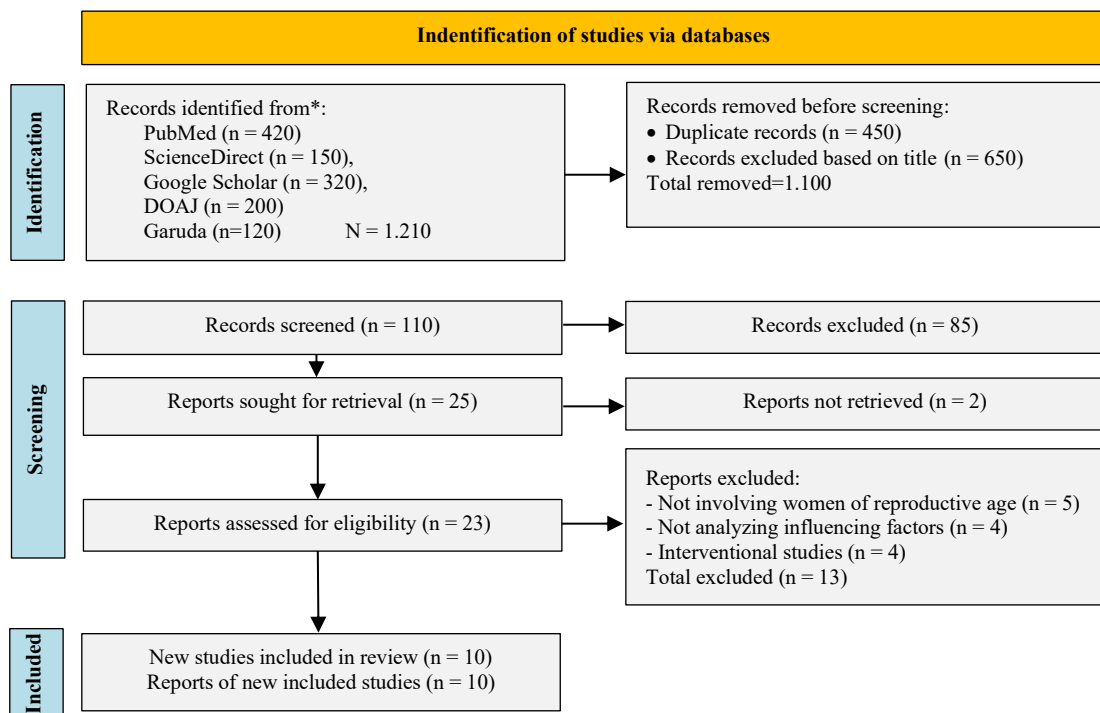 Indentification of studies via databases
Identification
Records identified from*:
PubMed (n = 420)
ScienceDirect (n = 150),
Google Scholar (n = 320),
DOAJ (n = 200)
Garuda (n=120) N = 1.210
Records removed before screening:
• Duplicate records (n = 450)
• Records excluded based on title (n = 650)
Total removed=1.100
Screening
Records screened (n = 110)
Records excluded (n = 85)
Reports sought for retrieval (n = 25)
Reports not retrieved (n = 2)
Reports assessed for eligibility (n = 23)
Reports excluded:
- Not involving women of reproductive age (n = 5)
- Not analyzing influencing factors (n = 4)
- Interventional studies (n = 4)
Total excluded (n = 13)
Included
New studies included in review (n = 10)
Reports of new included studies (n = 10)